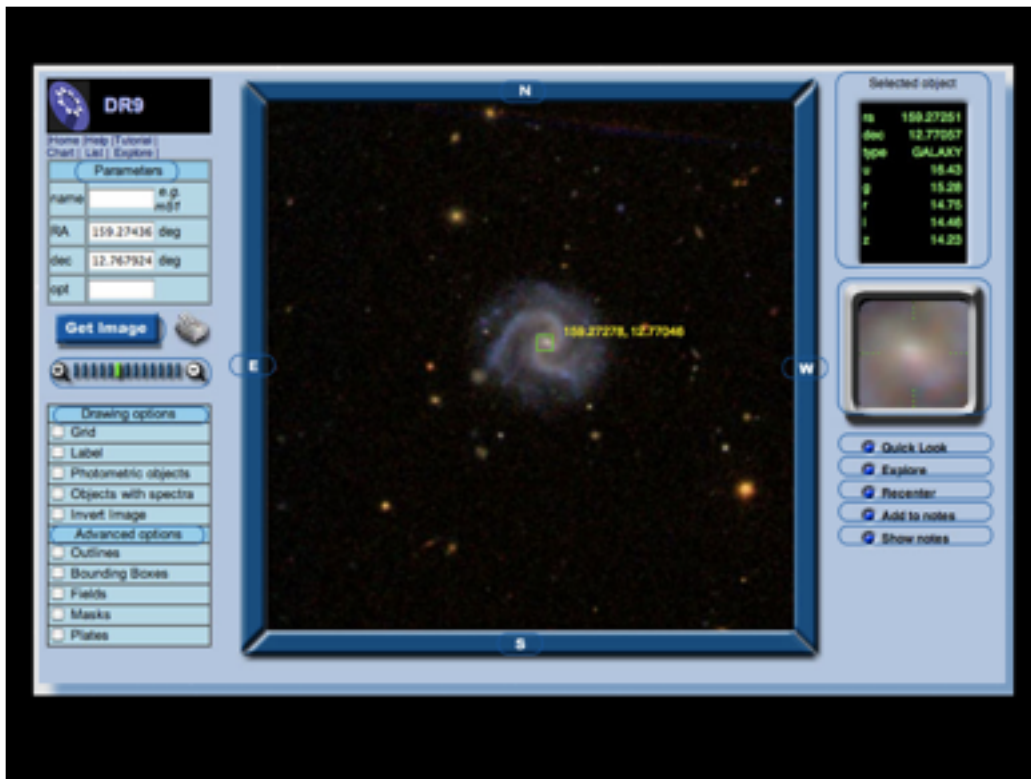 DR9
Home |Help |Tutorial |
Chart | List | Explore |
Parameters
name e.g. m51
RA 159.27436 deg
dec 12.767924 deg
opt
Get Image
Drawing options
Grid
Label
Photometric objects
Objects with spectra
Invert Image
Advanced options
Outlines
Bounding Boxes
Fields
Masks
Plates
N
E
W
S
159.27278, 12.77046
Selected object
ra 159.27251
dec 12.77057
type GALAXY
u 16.43
g 15.28
r 14.75
i 14.46
z 14.23
Quick Look
Explore
Recenter
Add to notes
Show notes